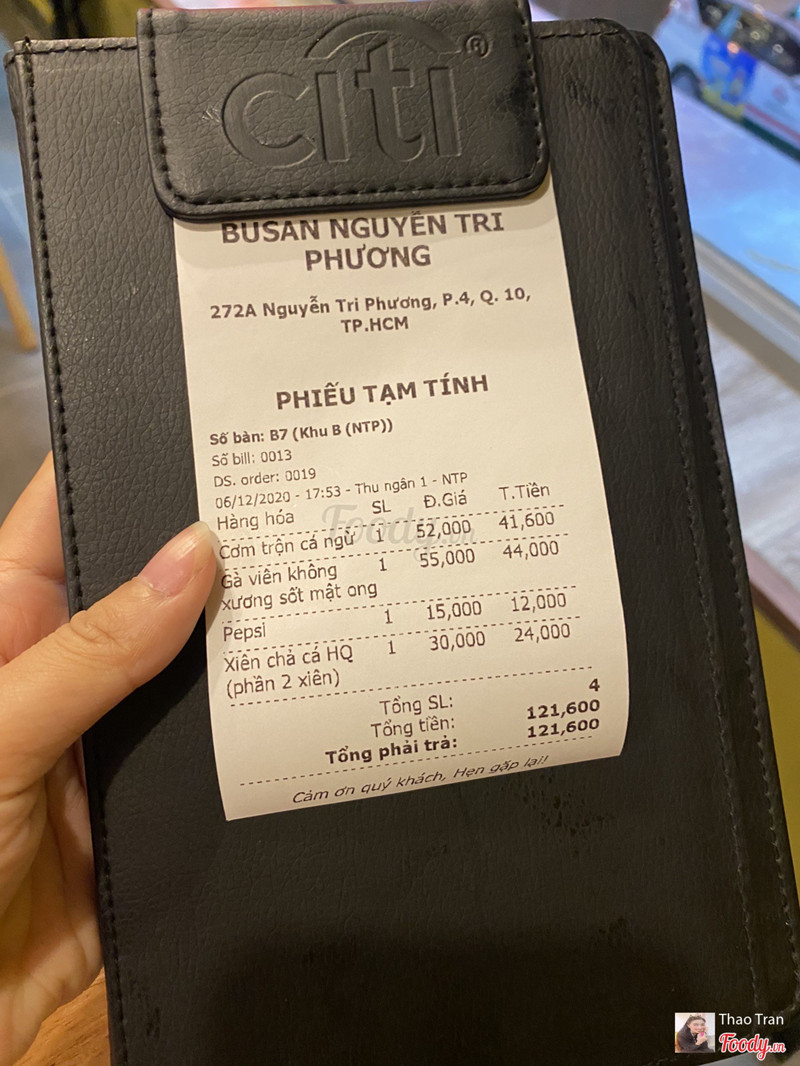 citi®
BUSAN NGUYỄN TRI
PHƯƠNG
272A Nguyễn Tri Phương, P.4, Q. 10,
TP.HCM
PHIẾU TẠM TÍNH
Số bàn: B7 (Khu B (NTP))
Số bill: 0013
DS. order: 0019
06/12/2020 - 17:53 - Thu ngân 1 - NTP
Hàng hóa SL Đ.Giá T.Tiền
Cơm trộn cá ngừ 1 52,000 41,600
Gà viên không 1 55,000 44,000
xương sốt mật ong
Pepsi 1 15,000 12,000
Xiên chả cá HQ 1 30,000 24,000
(phần 2 xiên)
Tổng SL: 4
Tổng tiền: 121,600
Tổng phải trả: 121,600
Cảm ơn quý khách, Hẹn gặp lại!
Foody.vn
Thao Tran
Foody.vn